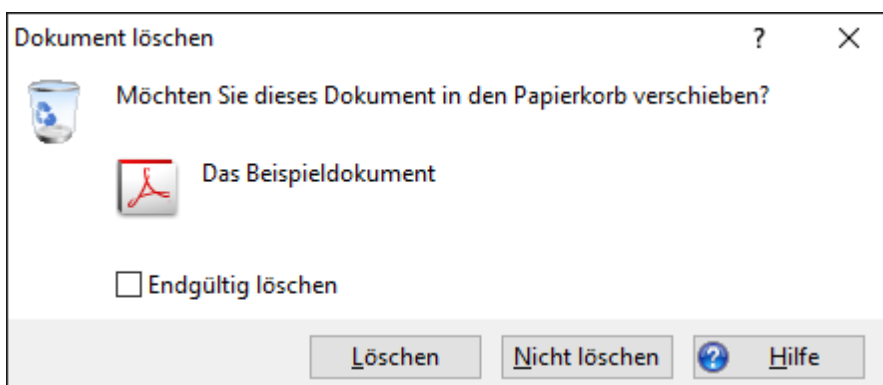 Dokument löschen ?
Möchten Sie dieses Dokument in den Papierkorb verschieben?
Das Beispieldokument
Endgültig löschen
Löschen Nicht löschen ? Hilfe